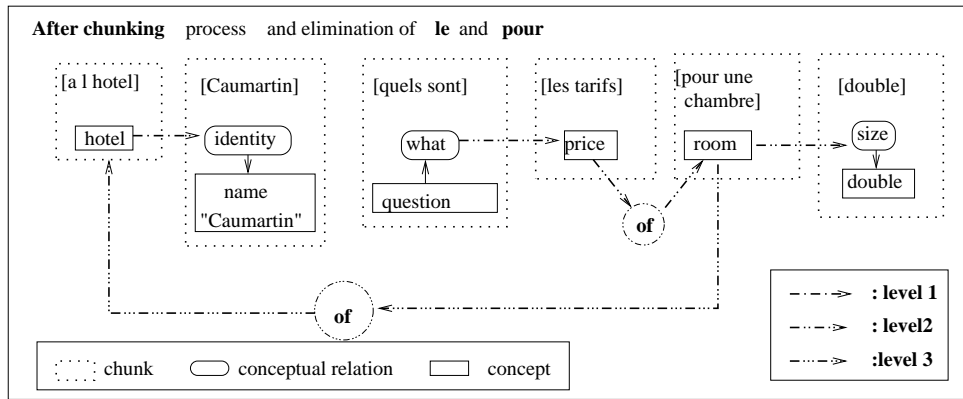 After chunking process and elimination of le and pour
[a l hotel]
[Caumartin]
[quels sont]
[les tarifs]
[pour une
chambre]
[double]
hotel
identity
what
price
room
size
name
"Caumartin"
question
double
of
of
: level 1
: level2
:level 3
chunk
conceptual relation
concept